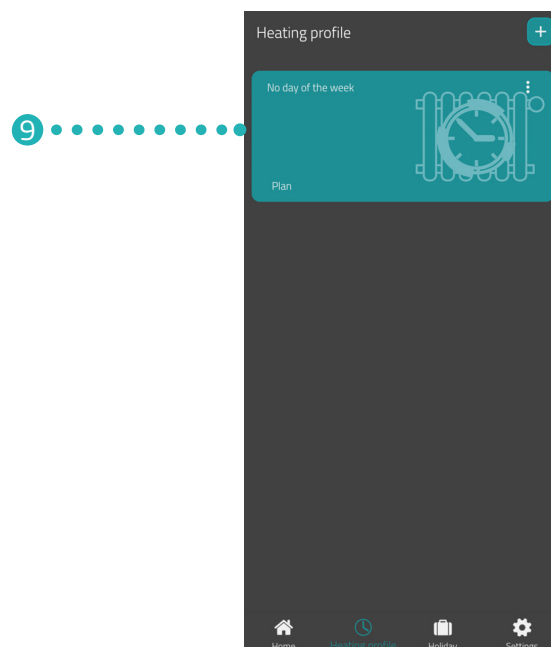 Heating profile
+
No day of the week
9
Plan
Home Heating profile Holiday Settings